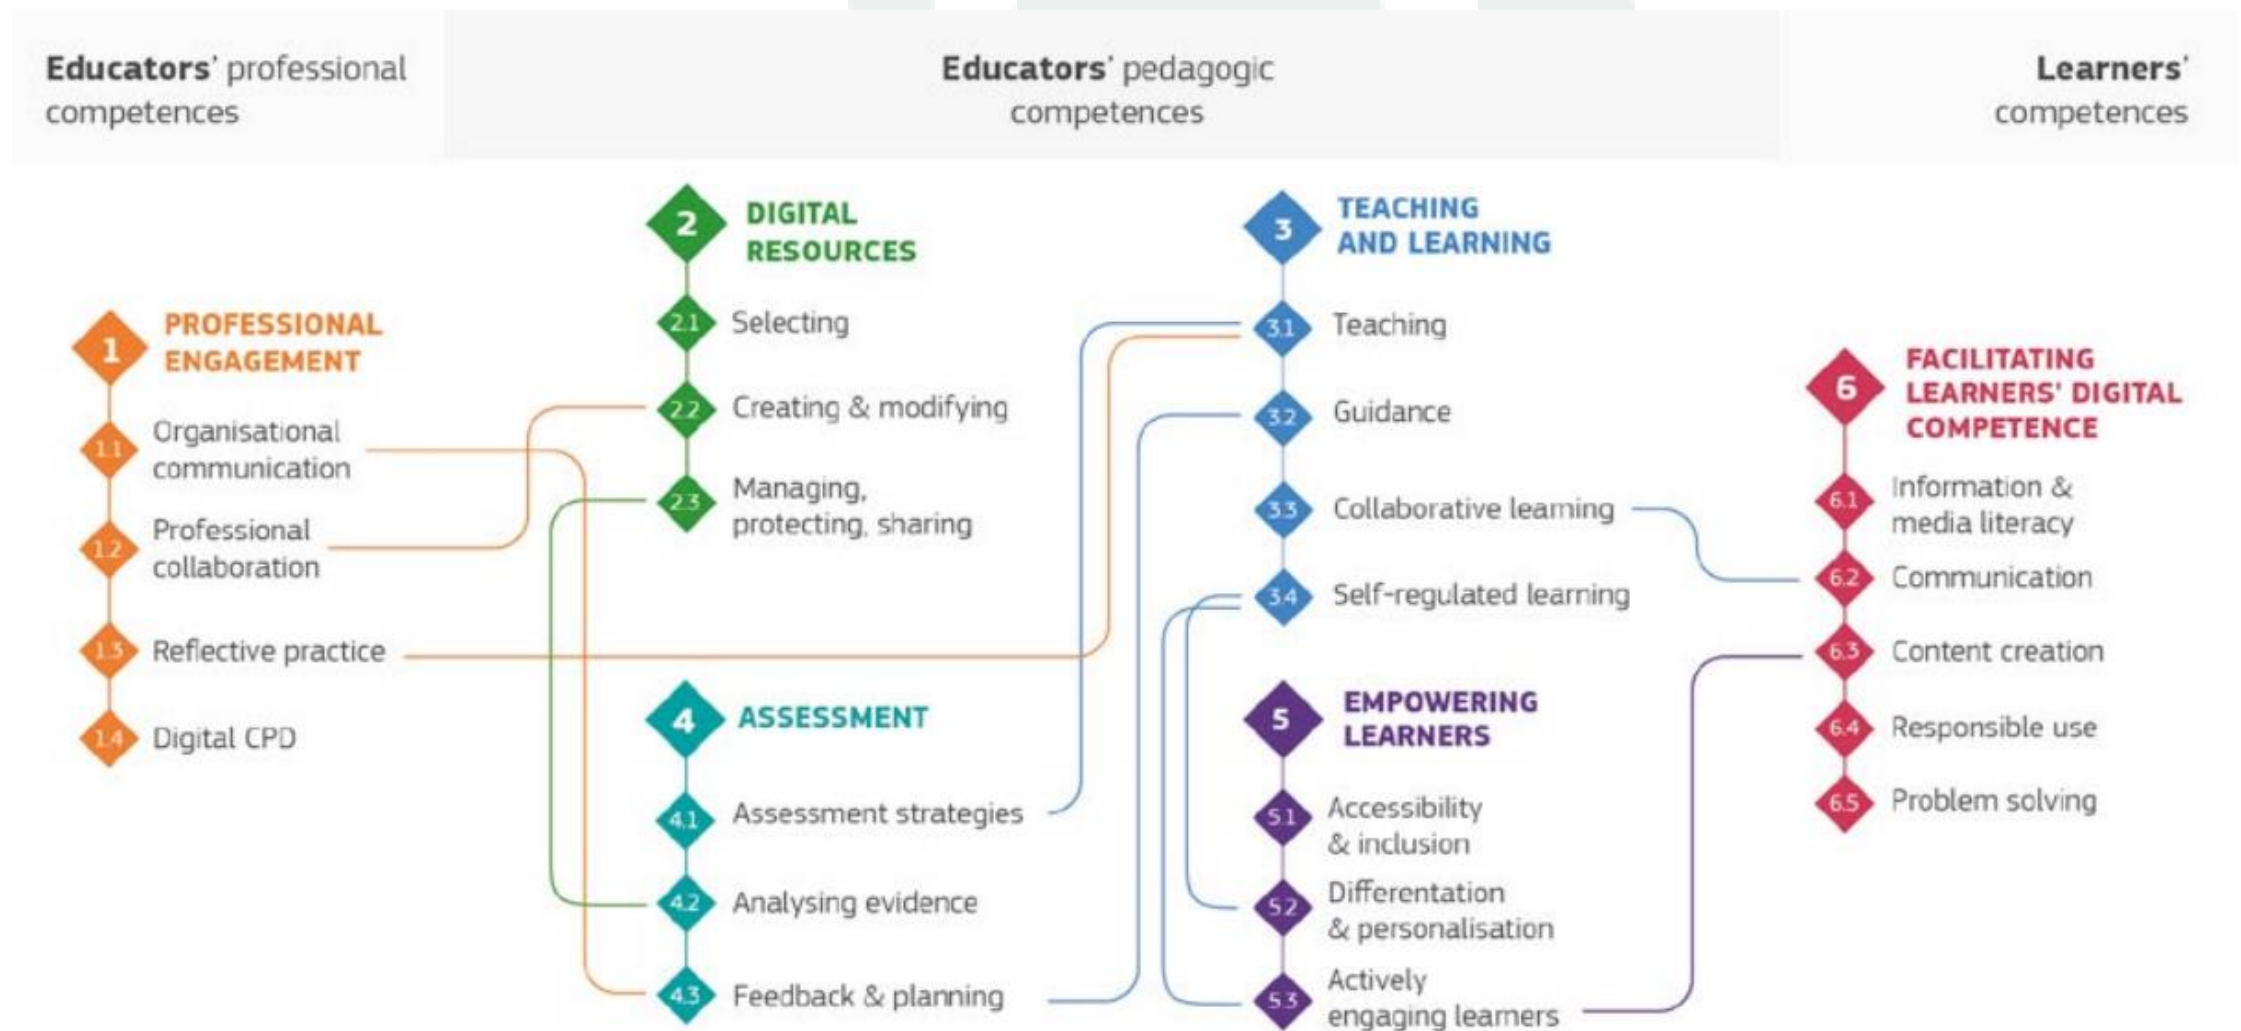 Educators' professional
competences
Educators' pedagogic
competences
Learners'
competences
1
PROFESSIONAL
ENGAGEMENT
1.1
Organisational
communication
1.2
Professional
collaboration
1.3
Reflective practice
1.4
Digital CPD
2
DIGITAL
RESOURCES
2.1
Selecting
2.2
Creating & modifying
2.3
Managing,
protecting, sharing
3
TEACHING
AND LEARNING
3.1
Teaching
3.2
Guidance
3.3
Collaborative learning
3.4
Self-regulated learning
4
ASSESSMENT
4.1
Assessment strategies
4.2
Analysing evidence
4.3
Feedback & planning
5
EMPOWERING
LEARNERS
5.1
Accessibility
& inclusion
5.2
Differentation
& personalisation
5.3
Actively
engaging learners
6
FACILITATING
LEARNERS' DIGITAL
COMPETENCE
6.1
Information &
media literacy
6.2
Communication
6.3
Content creation
6.4
Responsible use
6.5
Problem solving